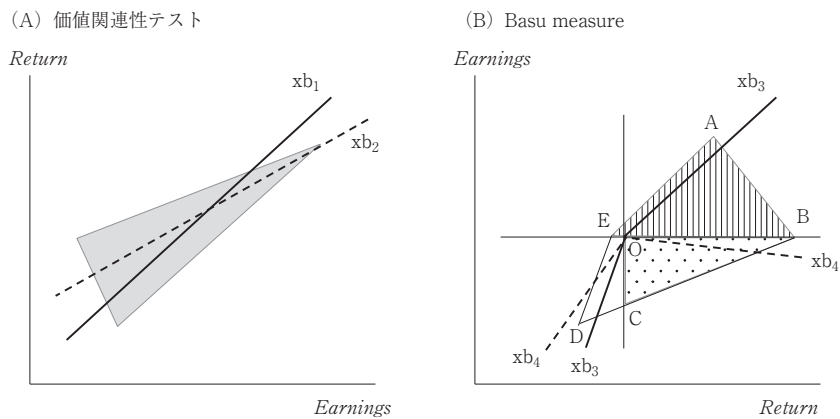 （A）価値関連性テスト
Return
xb₁
xb₂
Earnings
（B）Basu measure
Earnings
xb₃
A
E
B
O
xb₄
C
D
xb₄
xb₃
Return